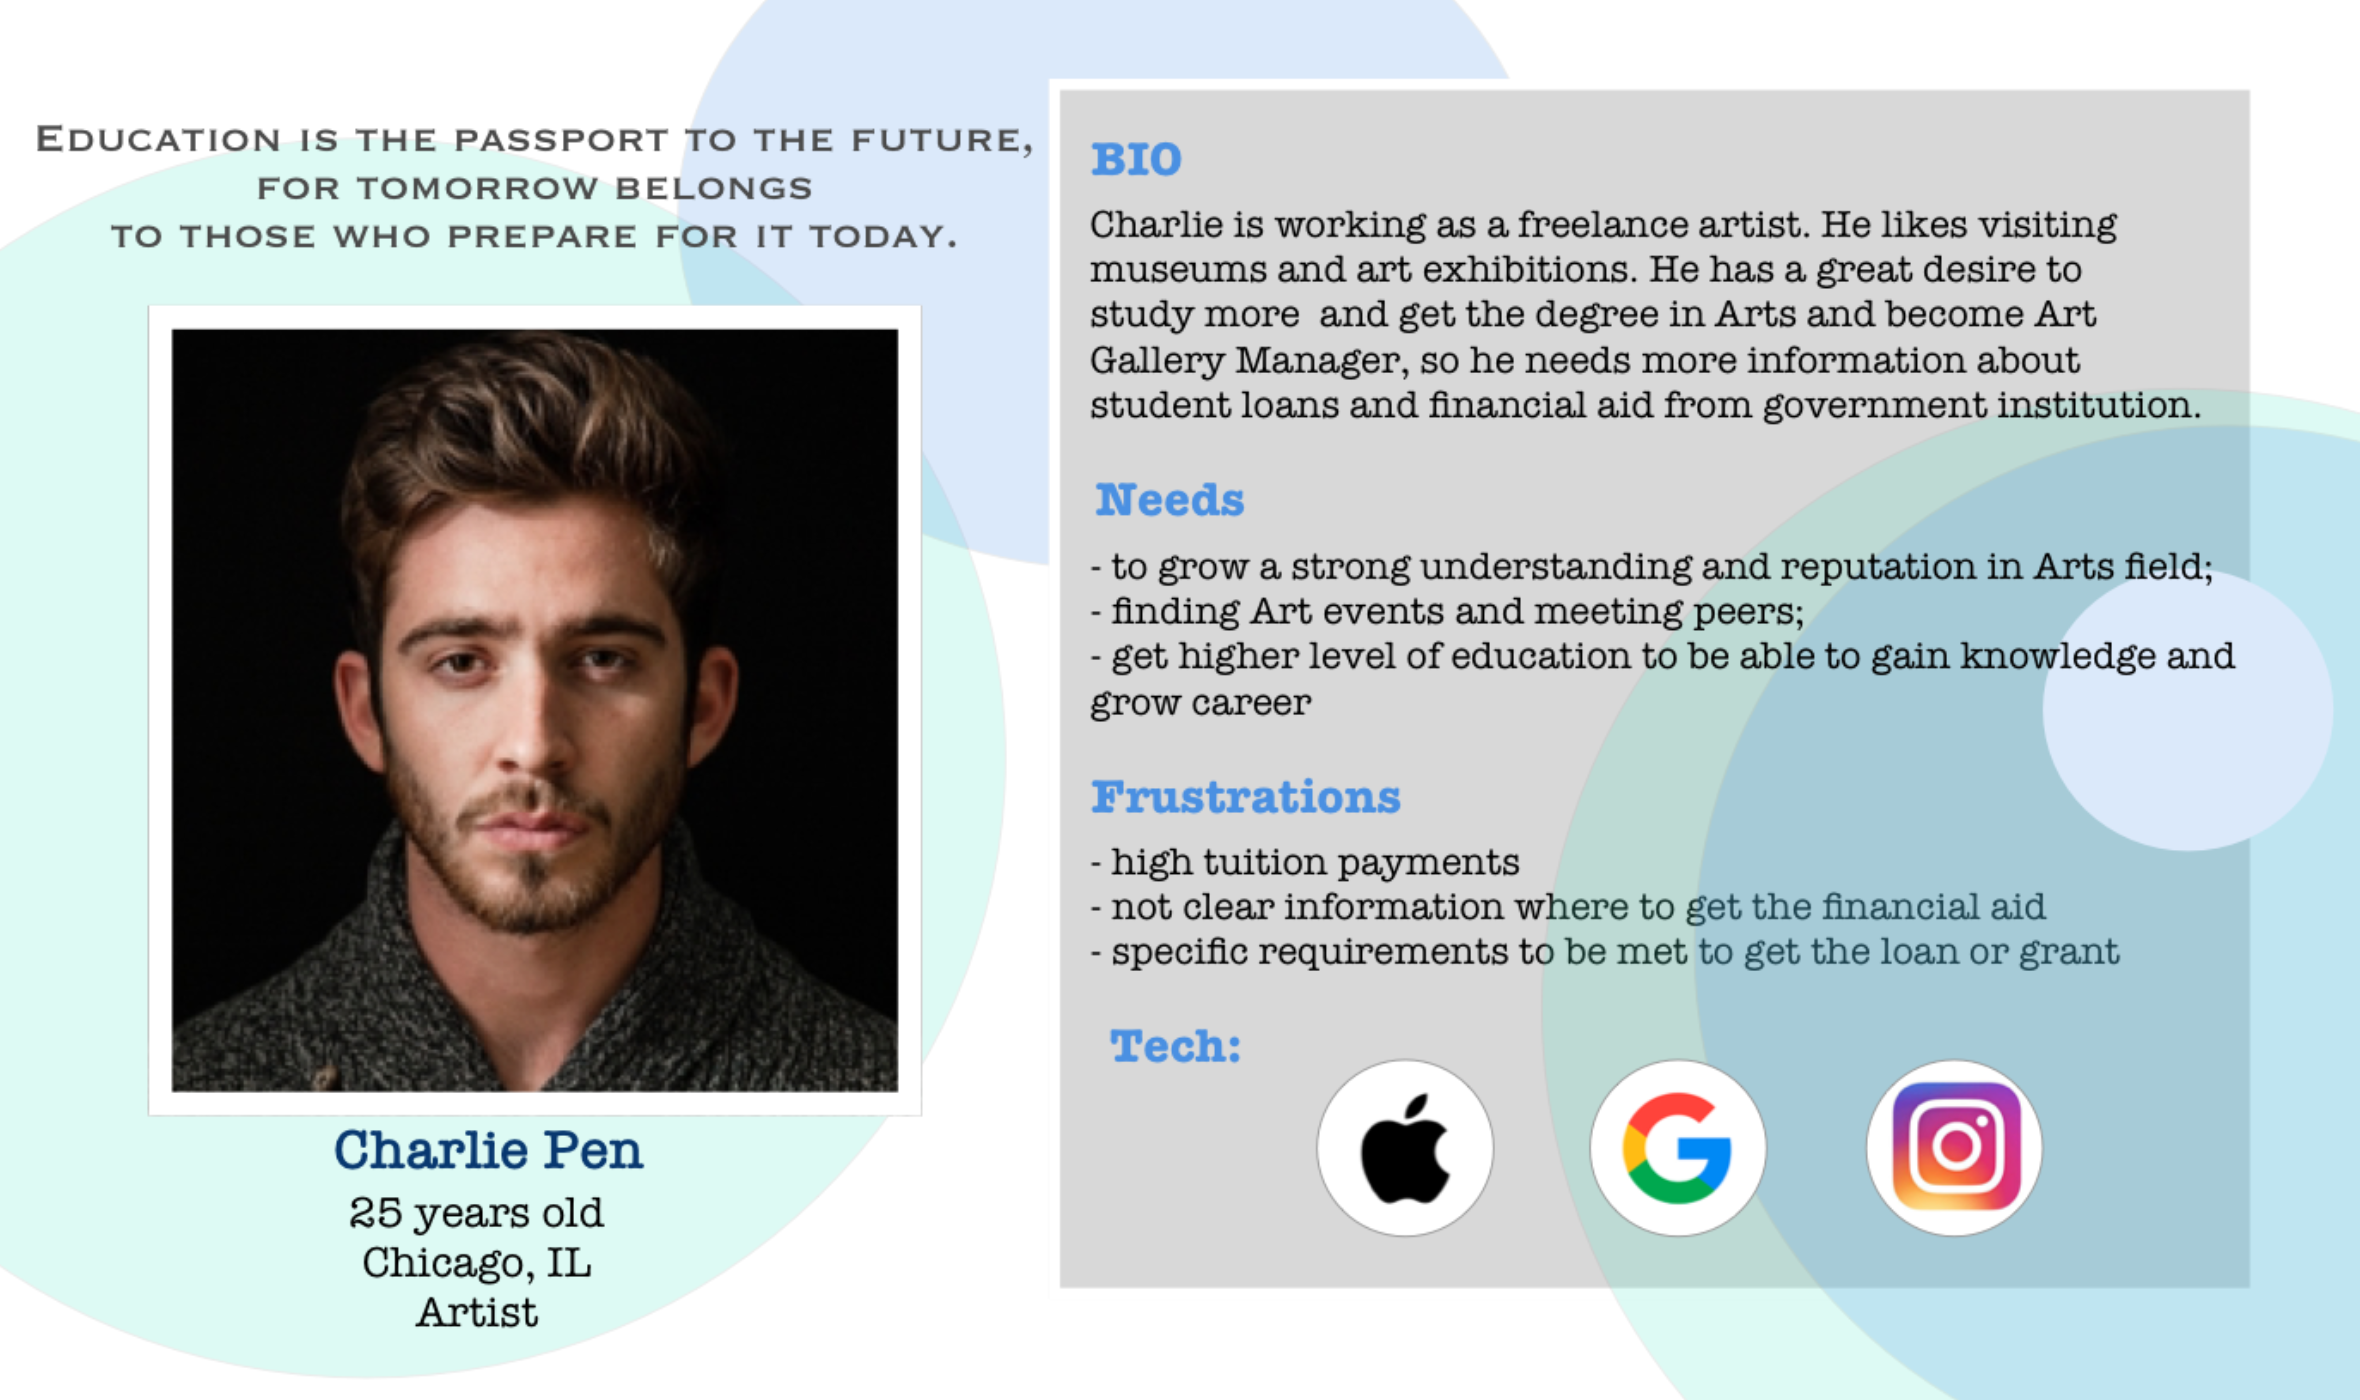 EDUCATION IS THE PASSPORT TO THE FUTURE,
FOR TOMORROW BELONGS
TO THOSE WHO PREPARE FOR IT TODAY.
Charlie Pen
25 years old
Chicago, IL
Artist
BIO
Charlie is working as a freelance artist. He likes visiting
museums and art exhibitions. He has a great desire to
study more  and get the degree in Arts and become Art
Gallery Manager, so he needs more information about
student loans and financial aid from government institution.
Needs
- to grow a strong understanding and reputation in Arts field;
- finding Art events and meeting peers;
- get higher level of education to be able to gain knowledge and
grow career
Frustrations
- high tuition payments
- not clear information where to get the financial aid
- specific requirements to be met to get the loan or grant
Tech: